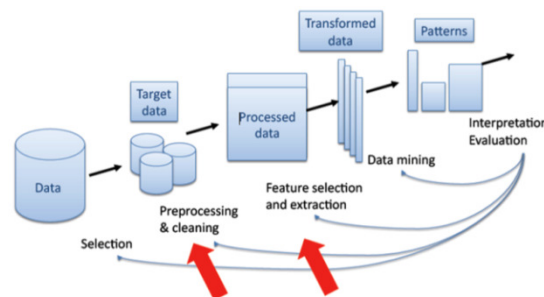 Transformed
data
Patterns
Target
data
Processed
data
Data
Interpretation
Evaluation
Data mining
Feature selection
and extraction
Preprocessing
& cleaning
Selection